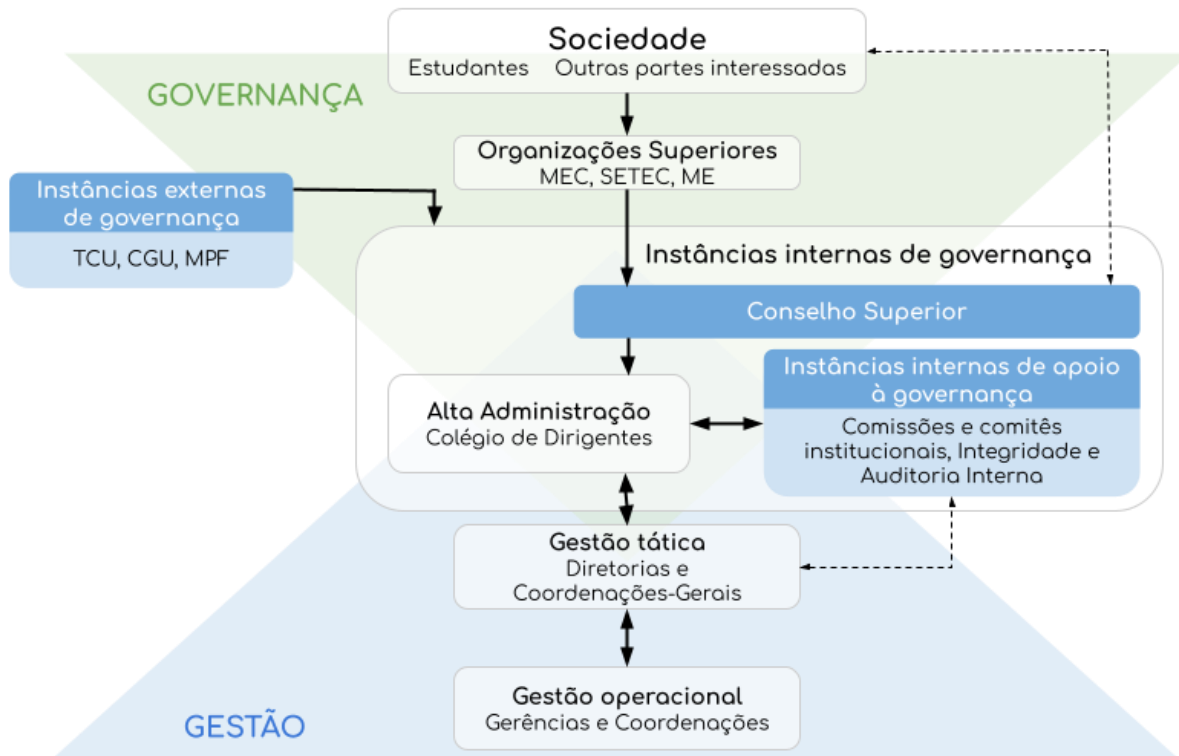 Sociedade
Estudantes Outras partes interessadas
GOVERNANÇA
Organizações Superiores
MEC, SETEC, ME
Instâncias externas
de governança
TCU, CGU, MPF
Instâncias internas de governança
Conselho Superior
Instâncias internas de apoio
à governança
Comissões e comitês
institucionais, Integridade e
Auditoria Interna
Alta Administração
Colégio de Dirigentes
Gestão tática
Diretorias e
Coordenações-Gerais
Gestão operacional
Gerências e Coordenações
GESTÃO